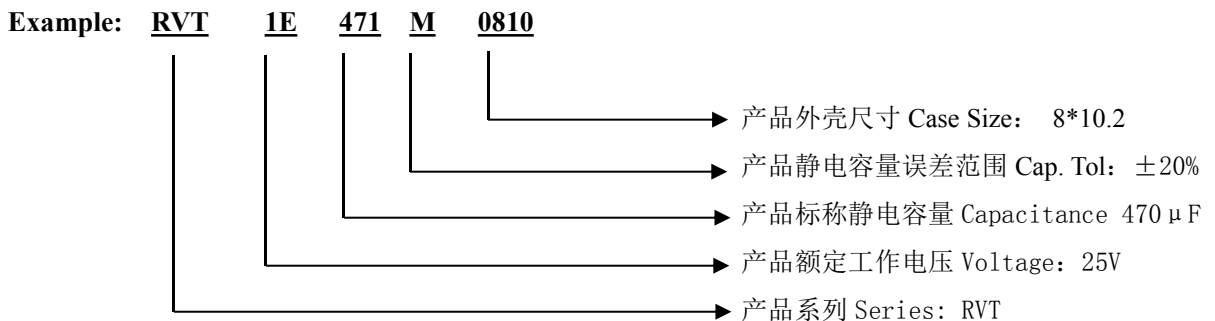 Example: RVT 1E 471 M 0810
产品外壳尺寸 Case Size： 8*10.2
产品静电容量误差范围 Cap. Tol：±20%
产品标称静电容量 Capacitance 470μF
产品额定工作电压 Voltage：25V
产品系列 Series: RVT